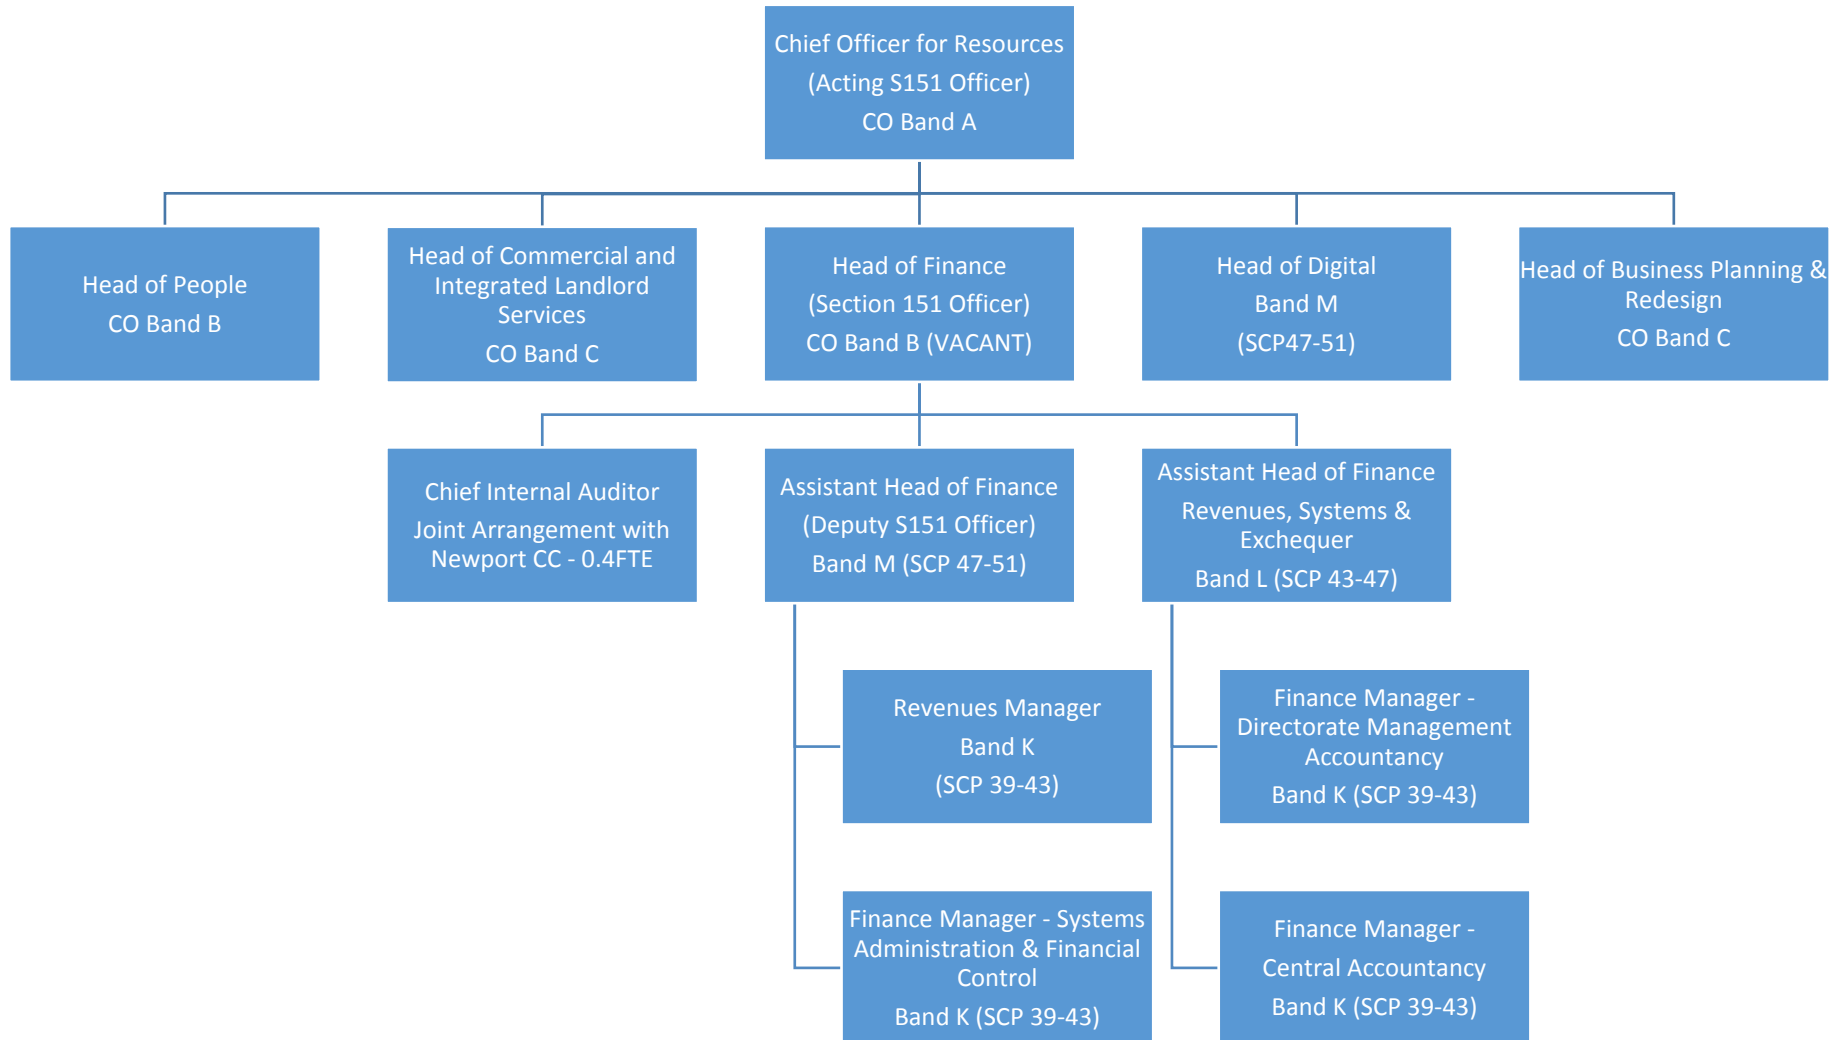 Chief Officer for Resources
(Acting S151 Officer)
CO Band A
Head of People
CO Band B
Head of Commercial and
Integrated Landlord
Services
CO Band C
Head of Finance
(Section 151 Officer)
CO Band B (VACANT)
Head of Digital
Band M
(SCP47-51)
Head of Business Planning &
Redesign
CO Band C
Chief Internal Auditor
Joint Arrangement with
Newport CC - 0.4FTE
Assistant Head of Finance
(Deputy S151 Officer)
Band M (SCP 47-51)
Assistant Head of Finance
Revenues, Systems &
Exchequer
Band L (SCP 43-47)
Revenues Manager
Band K
(SCP 39-43)
Finance Manager -
Directorate Management
Accountancy
Band K (SCP 39-43)
Finance Manager - Systems
Administration & Financial
Control
Band K (SCP 39-43)
Finance Manager -
Central Accountancy
Band K (SCP 39-43)